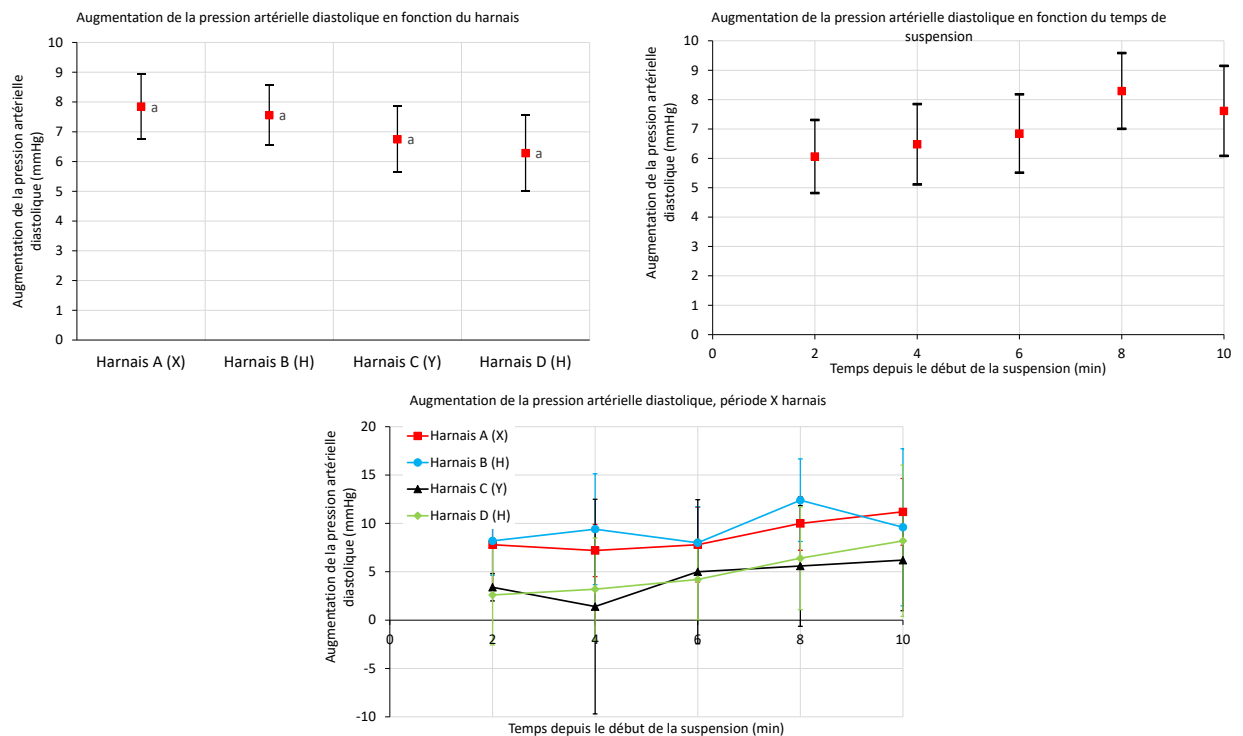 Augmentation de la pression artérielle diastolique en fonction du harnais
Augmentation de la pression artérielle
diastolique (mmHg)
10
9
8
7
6
5
4
3
2
1
0
a
a
a
a
Harnais A (X)
Harnais B (H)
Harnais C (Y)
Harnais D (H)
Augmentation de la pression artérielle diastolique en fonction du temps de
suspension
Augmentation de la pression artérielle
diastolique (mmHg)
10
9
8
7
6
5
4
3
2
1
0
0
2
4
6
8
10
Temps depuis le début de la suspension (min)
Augmentation de la pression artérielle diastolique, période X harnais
Augmentation de la pression artérielle
diastolique (mmHg)
20
15
10
5
0
-5
-10
Harnais A (X)
Harnais B (H)
Harnais C (Y)
Harnais D (H)
0
2
4
6
8
10
Temps depuis le début de la suspension (min)